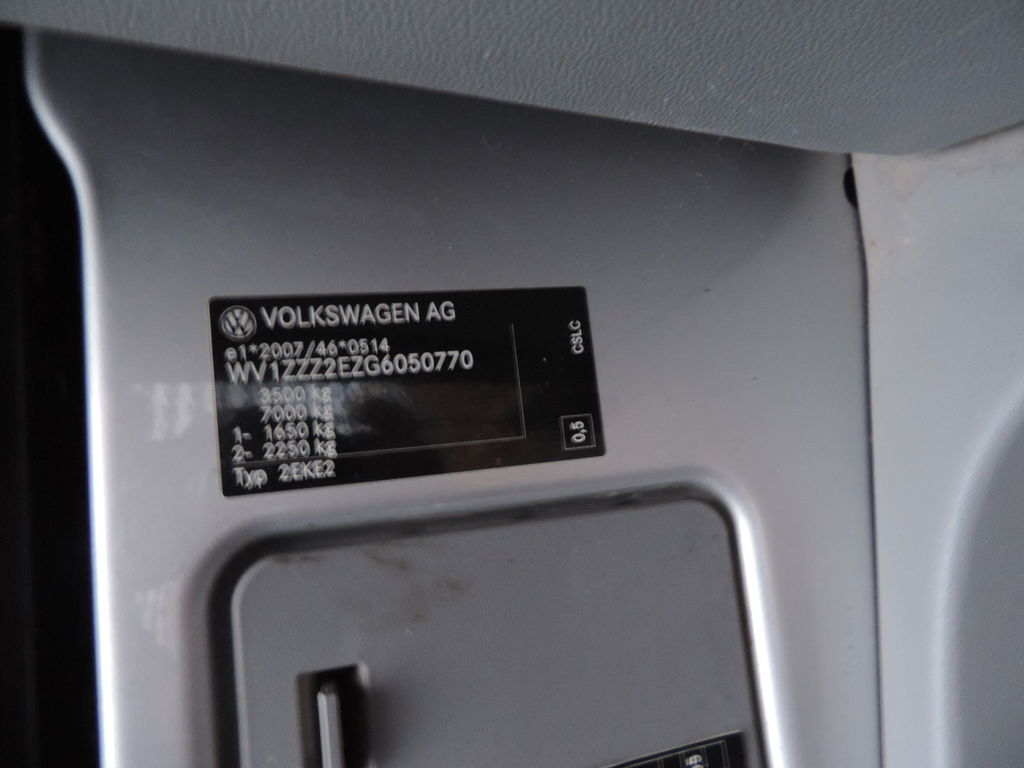 VOLKSWAGEN AG
e1*2007/46*0514
WV1ZZZ2EZG6050770
3500 kg
7000 kg
1- 1650 kg
2- 2250 kg
Typ 2EKE2
CSLC
0,5